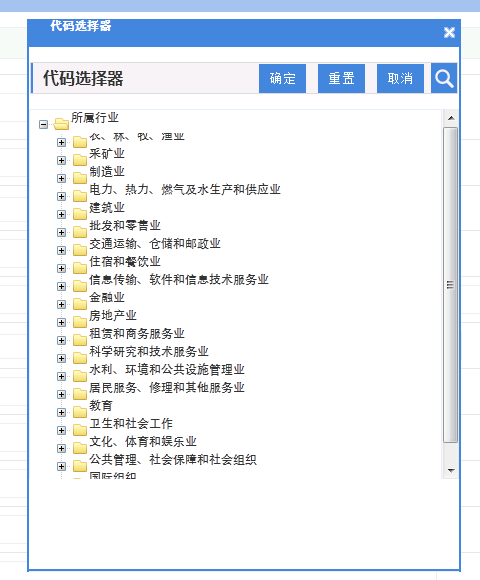 代码选择器
代码选择器 确定 重置 取消
所属行业
农、林、牧、渔业
采矿业
制造业
电力、热力、燃气及水生产和供应业
建筑业
批发和零售业
交通运输、仓储和邮政业
住宿和餐饮业
信息传输、软件和信息技术服务业
金融业
房地产业
租赁和商务服务业
科学研究和技术服务业
水利、环境和公共设施管理业
居民服务、修理和其他服务业
教育
卫生和社会工作
文化、体育和娱乐业
公共管理、社会保障和社会组织
国际组织